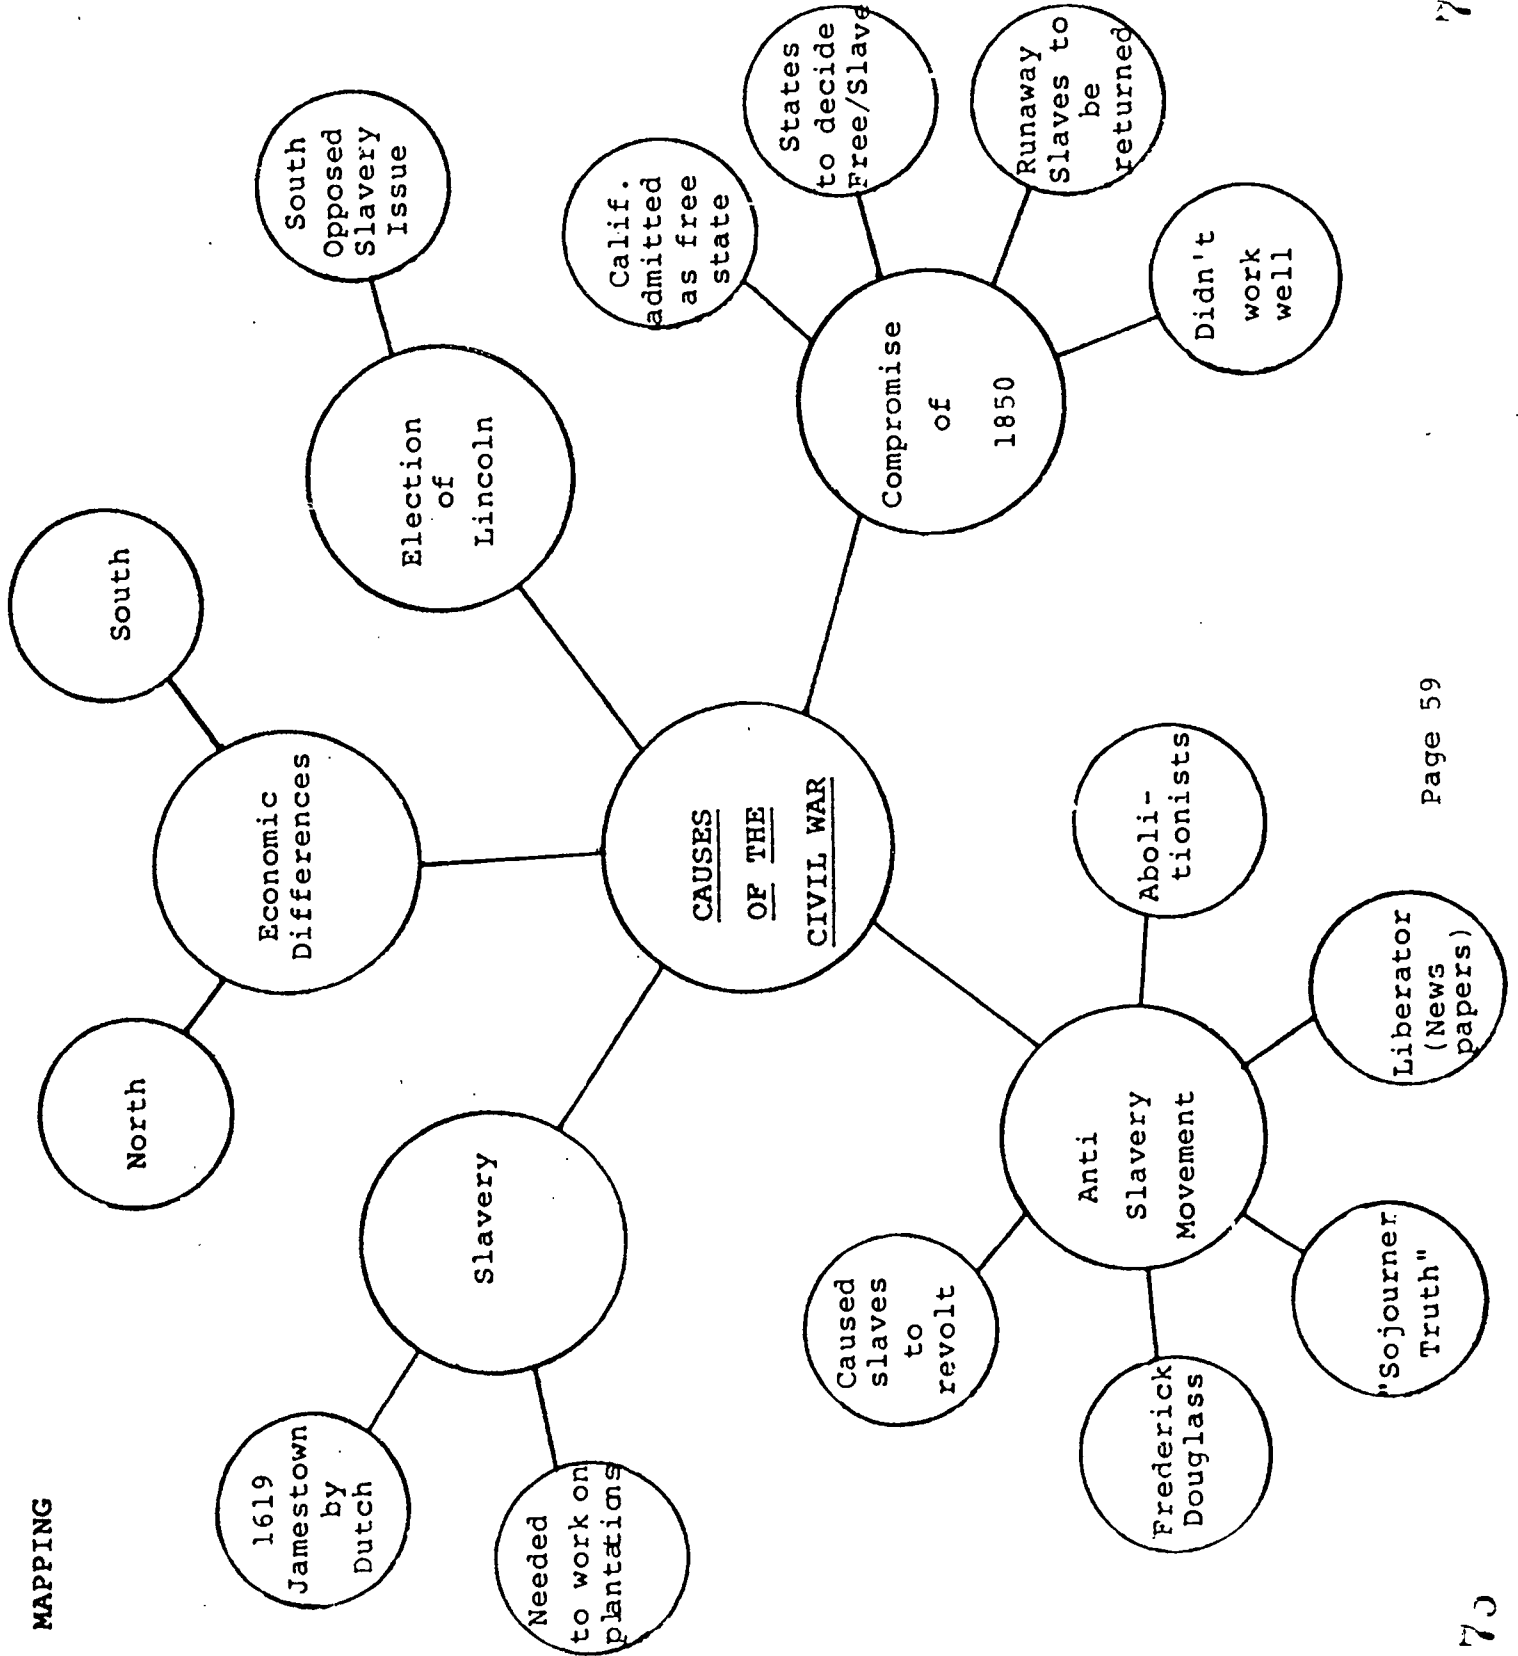 MAPPING
North
South
Economic
Differences
1619
Jamestown
by
Dutch
Needed
to work on
plantations
Slavery
Election
of
Lincoln
South
Opposed
Slavery
Issue
CAUSES
OF THE
CIVIL WAR
Calif.
admitted
as free
state
States
to decide
Free/Slave
Runaway
Slaves to
be
returned
Didn't
work
well
Compromise
of
1850
Caused
slaves
to
revolt
Frederick
Douglass
"Sojourner
Truth"
Anti
Slavery
Movement
Aboli-
tionists
Liberator
(News
papers)
Page 59